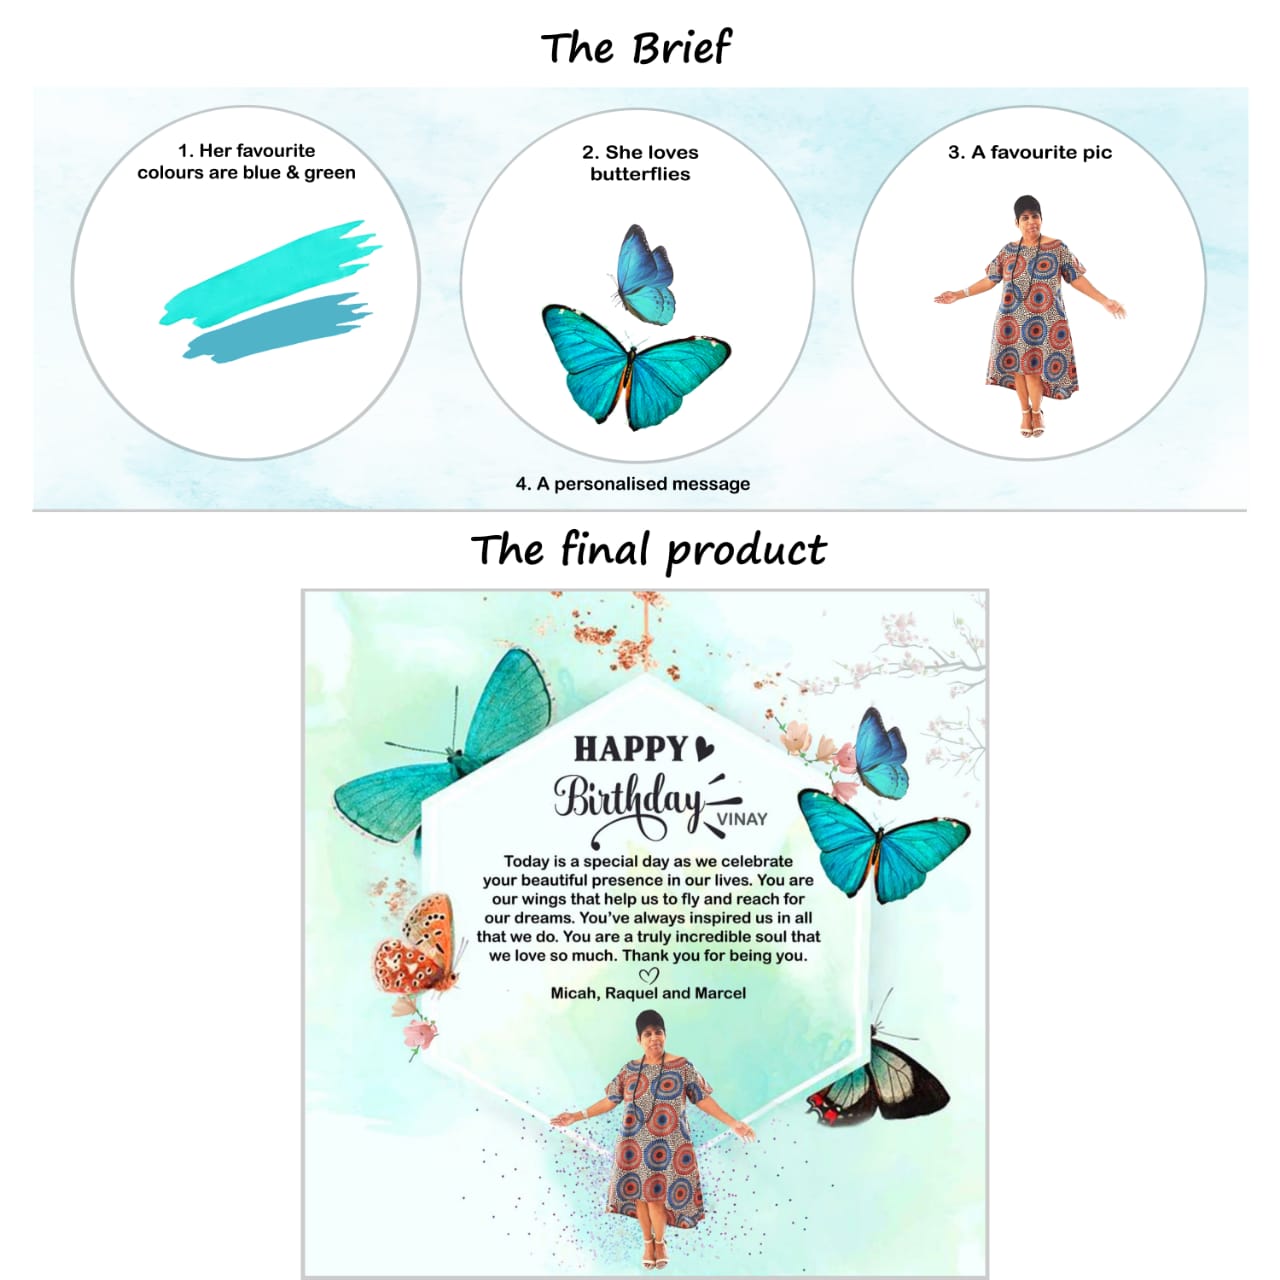 The Brief
1. Her favourite
colours are blue & green
2. She loves
butterflies
3. A favourite pic
4. A personalised message
The final product
HAPPY
Birthday
VINAY
Today is a special day as we celebrate
your beautiful presence in our lives. You are
our wings that help us to fly and reach for
our dreams. You've always inspired us in all
that we do. You are a truly incredible soul that
we love so much. Thank you for being you.
Micah, Raquel and Marcel